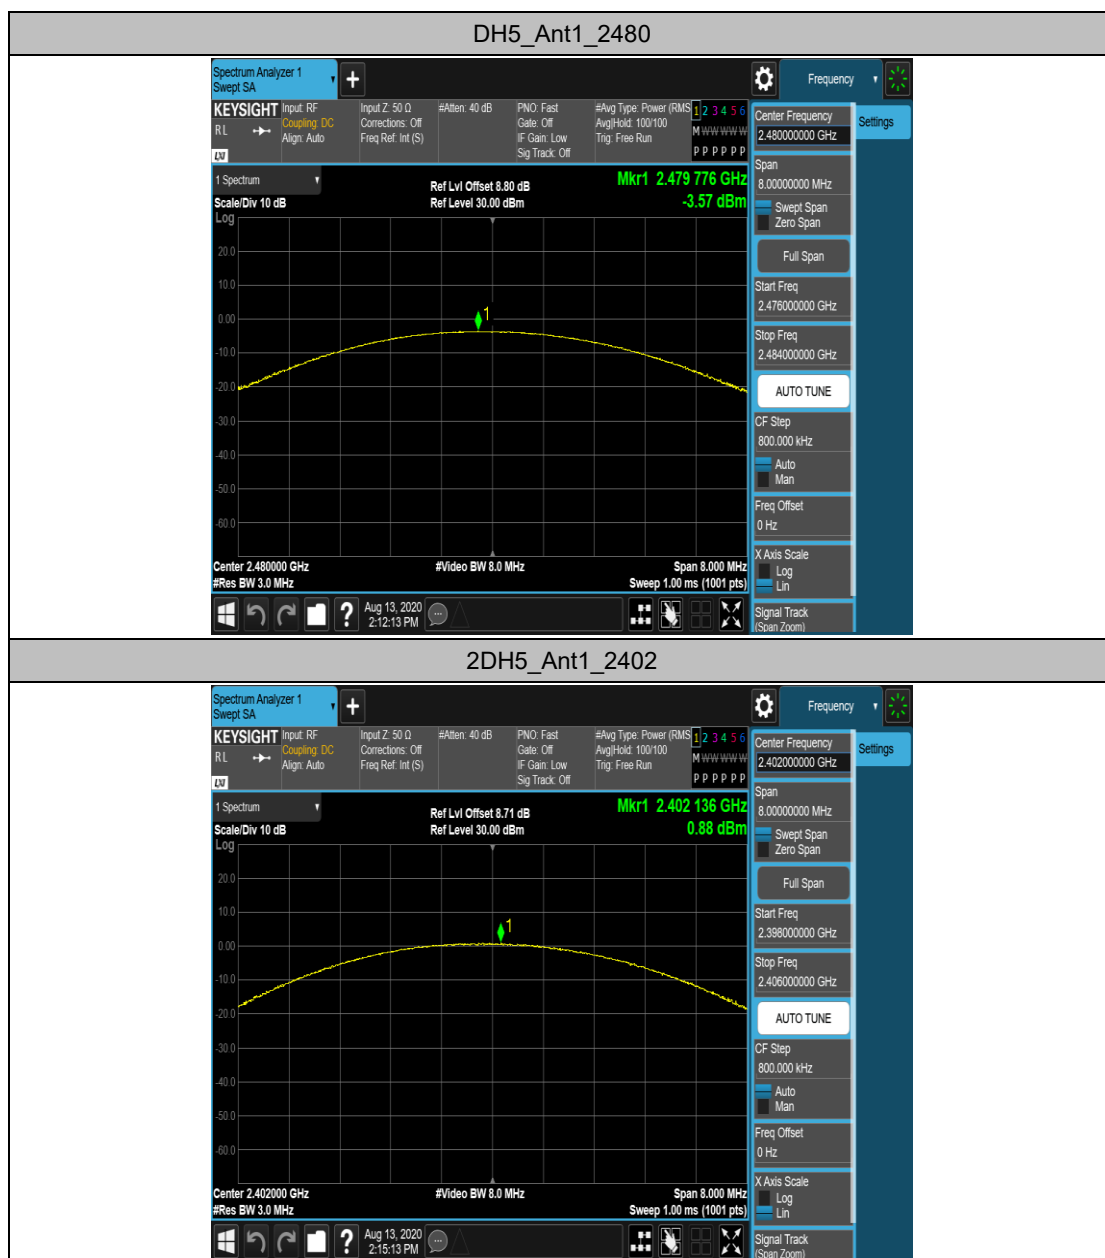 DH5_Ant1_2480
Spectrum Analyzer 1
Swept SA
Frequency
KEYSIGHT
RL
LXI
Input: RF
Coupling: DC
Align: Auto
Input Z: 50 Ω
Corrections: Off
Freq Ref: Int (S)
#Atten: 40 dB
PNO: Fast
Gate: Off
IF Gain: Low
Sig Track: Off
#Avg Type: Power (RMS
Avg|Hold: 100/100
Trig: Free Run
1 2 3 4 5 6
M W W W W W
P P P P P P
Center Frequency
2.480000000 GHz
Settings
Span
8.00000000 MHz
Swept Span
Zero Span
Full Span
Start Freq
2.476000000 GHz
Stop Freq
2.484000000 GHz
AUTO TUNE
CF Step
800.000 kHz
Auto
Man
Freq Offset
0 Hz
X Axis Scale
Log
Lin
Signal Track
(Span Zoom)
1 Spectrum
Scale/Div 10 dB
Log
Ref Lvl Offset 8.80 dB
Ref Level 30.00 dBm
Mkr1 2.479 776 GHz
-3.57 dBm
20.0
10.0
0.00
-10.0
-20.0
-30.0
-40.0
-50.0
-60.0
1
Center 2.480000 GHz
#Res BW 3.0 MHz
#Video BW 8.0 MHz
Span 8.000 MHz
Sweep 1.00 ms (1001 pts)
?
Aug 13, 2020
2:12:13 PM
2DH5_Ant1_2402
Spectrum Analyzer 1
Swept SA
Frequency
KEYSIGHT
RL
LXI
Input: RF
Coupling: DC
Align: Auto
Input Z: 50 Ω
Corrections: Off
Freq Ref: Int (S)
#Atten: 40 dB
PNO: Fast
Gate: Off
IF Gain: Low
Sig Track: Off
#Avg Type: Power (RMS
Avg|Hold: 100/100
Trig: Free Run
1 2 3 4 5 6
M W W W W W
P P P P P P
Center Frequency
2.402000000 GHz
Settings
Span
8.00000000 MHz
Swept Span
Zero Span
Full Span
Start Freq
2.398000000 GHz
Stop Freq
2.406000000 GHz
AUTO TUNE
CF Step
800.000 kHz
Auto
Man
Freq Offset
0 Hz
X Axis Scale
Log
Lin
Signal Track
(Span Zoom)
1 Spectrum
Scale/Div 10 dB
Log
Ref Lvl Offset 8.71 dB
Ref Level 30.00 dBm
Mkr1 2.402 136 GHz
0.88 dBm
20.0
10.0
0.00
-10.0
-20.0
-30.0
-40.0
-50.0
-60.0
1
Center 2.402000 GHz
#Res BW 3.0 MHz
#Video BW 8.0 MHz
Span 8.000 MHz
Sweep 1.00 ms (1001 pts)
?
Aug 13, 2020
2:15:13 PM